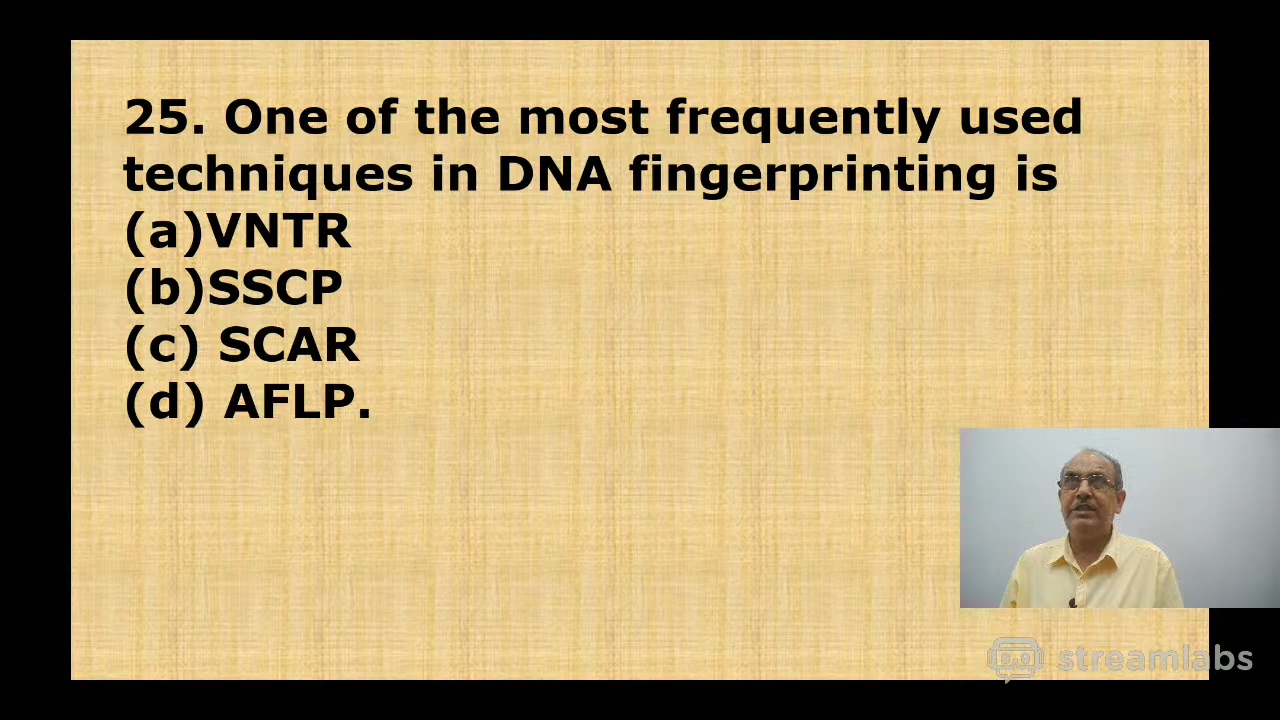 25. One of the most frequently used
techniques in DNA fingerprinting is
(a)VNTR
(b)SSCP
(c) SCAR
(d) AFLP.
streamlabs